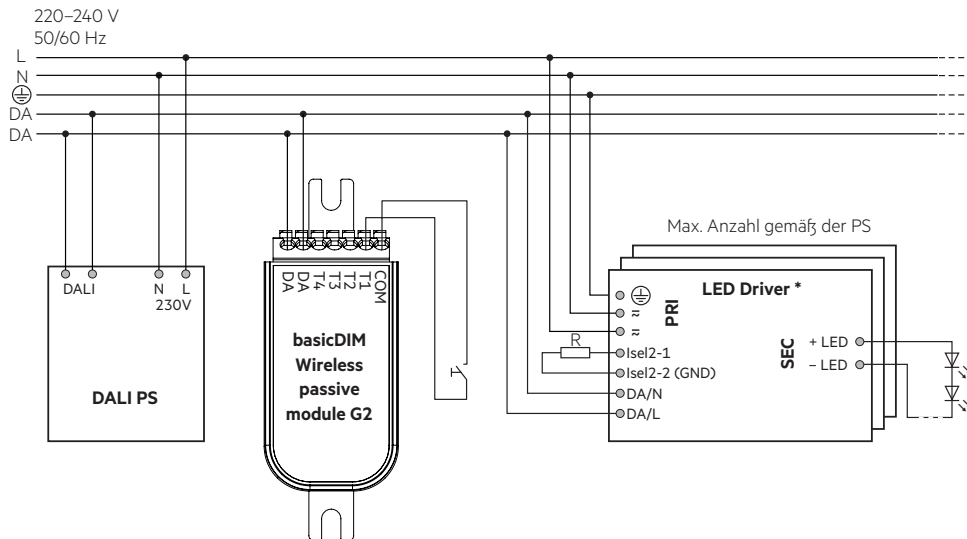 220–240 V
50/60 Hz
L
N
DA
DA
DALI
N L
230V
DALI PS
DA
DA
T4
T3
T2
T1
COM
basicDIM
Wireless
passive
module G2
Max. Anzahl gemäß der PS
LED Driver *
PRI
≂
≂
R
Isel2-1
Isel2-2 (GND)
DA/N
DA/L
SEC
+ LED
– LED